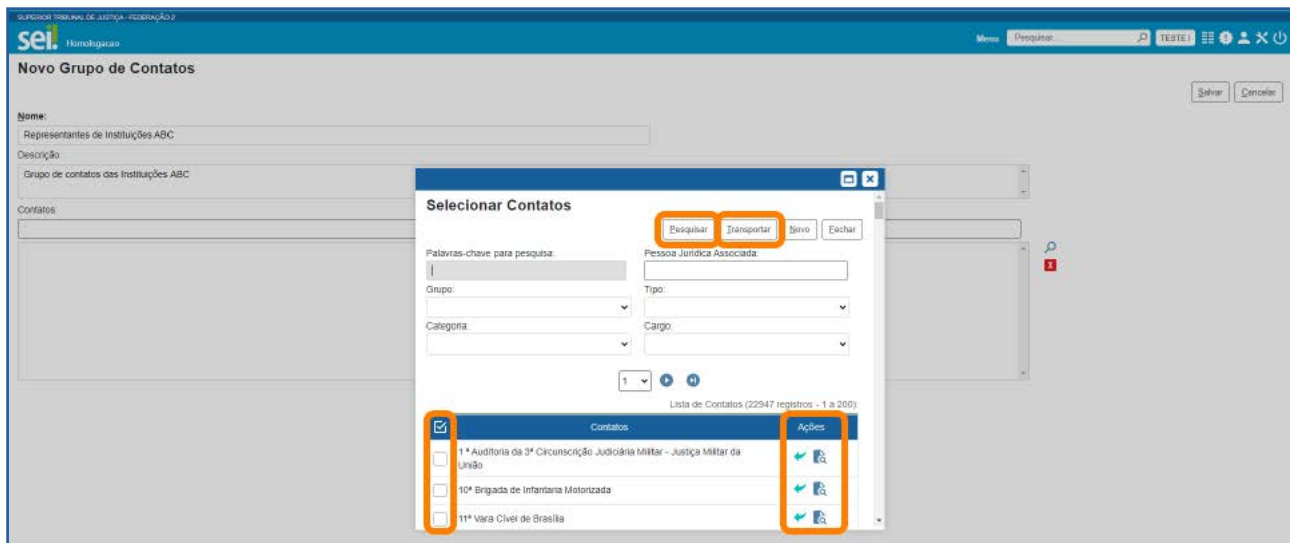 SUPERIOR TRIBUNAL DE JUSTIÇA - FEDERAÇÃO 2
sei! Homologacao
Menu Pesquisar... TESTE1
Novo Grupo de Contatos
Salvar Cancelar
Nome:
Representantes de Instituições ABC
Descrição:
Grupo de contatos das Instituições ABC
Contatos:
Selecionar Contatos
Pesquisar Transportar Novo Fechar
Palavras-chave para pesquisa: Pessoa Jurídica Associada:
Grupo: Tipo:
Categoria: Cargo:
1
Lista de Contatos (22947 registros - 1 a 200):
Contatos Ações
1 ª Auditoria da 3ª Circunscrição Judiciária Militar - Justiça Militar da
União
10ª Brigada de Infantaria Motorizada
11ª Vara Cível de Brasília